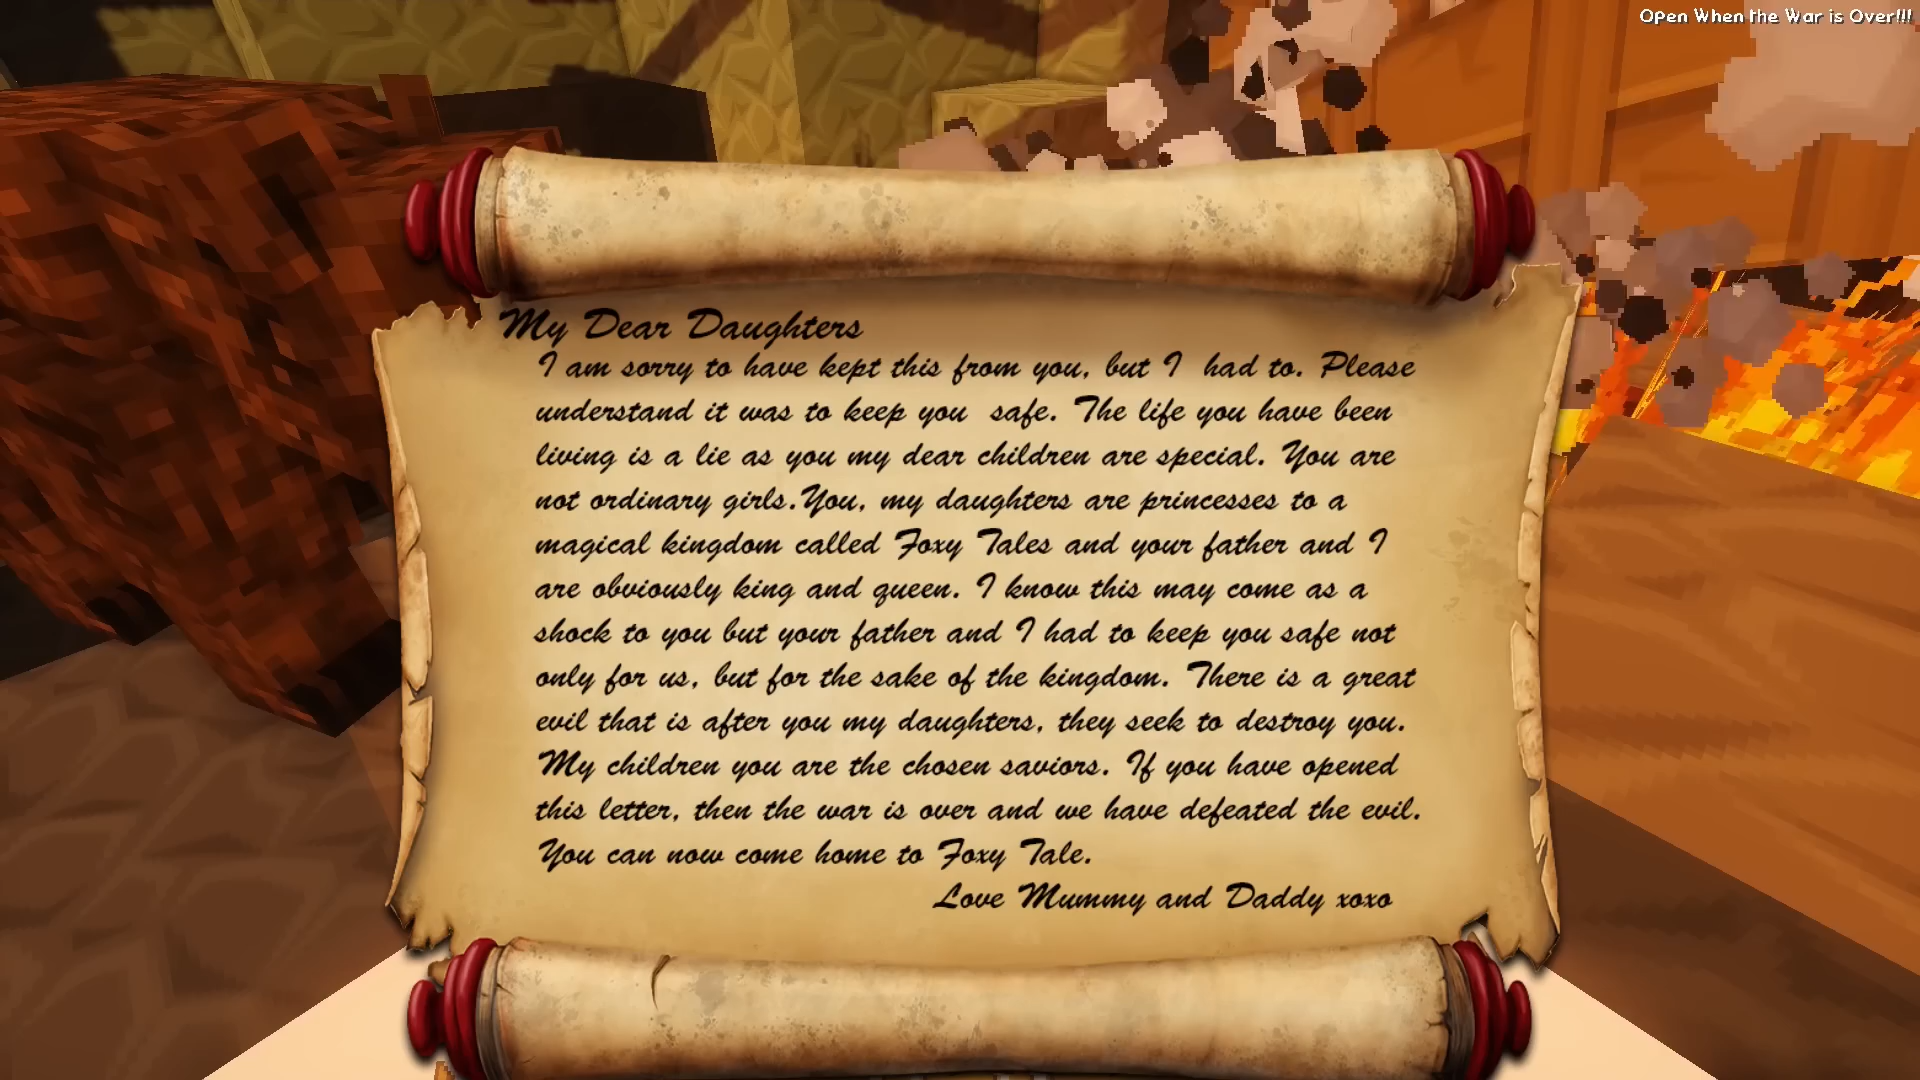 Open When the War is Over!!!
My Dear Daughters
I am sorry to have kept this from you, but I had to. Please
understand it was to keep you safe. The life you have been
living is a lie as you my dear children are special. You are
not ordinary girls.You, my daughters are princesses to a
magical kingdom called Foxy Tales and your father and I
are obviously king and queen. I know this may come as a
shock to you but your father and I had to keep you safe not
only for us, but for the sake of the kingdom. There is a great
evil that is after you my daughters, they seek to destroy you.
My children you are the chosen saviors. If you have opened
this letter, then the war is over and we have defeated the evil.
You can now come home to Foxy Tale.
Love Mummy and Daddy xoxo